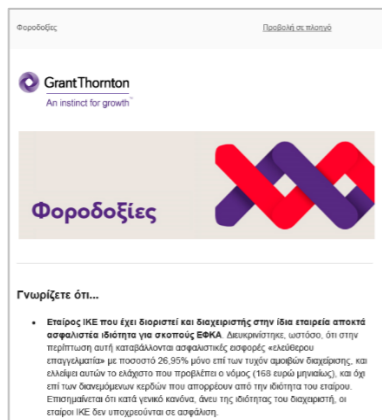 Φοροδοξίες
Προβολή σε πλοηγό
Grant Thornton
An instinct for growth™
Φοροδοξίες
Γνωρίζετε ότι...
• Εταίρος ΙΚΕ που έχει διοριστεί και διαχειριστής στην ίδια εταιρεία αποκτά
ασφαλιστέα ιδιότητα για σκοπούς ΕΦΚΑ. Διευκρινίστηκε, ωστόσο, ότι στην
περίπτωση αυτή καταβάλλονται ασφαλιστικές εισφορές «ελεύθερου
επαγγελματία» με ποσοστό 26,95% μόνο επί των τυχόν αμοιβών διαχείρισης, και
ελλείψει αυτών το ελάχιστο που προβλέπει ο νόμος (168 ευρώ μηνιαίως), και όχι
επί των διανεμόμενων κερδών που απορρέουν από την ιδιότητα του εταίρου.
Επισημαίνεται ότι κατά γενικό κανόνα, άνευ της ιδιότητας του διαχειριστή, οι
εταίροι ΙΚΕ δεν υποχρεούνται σε ασφάλιση.